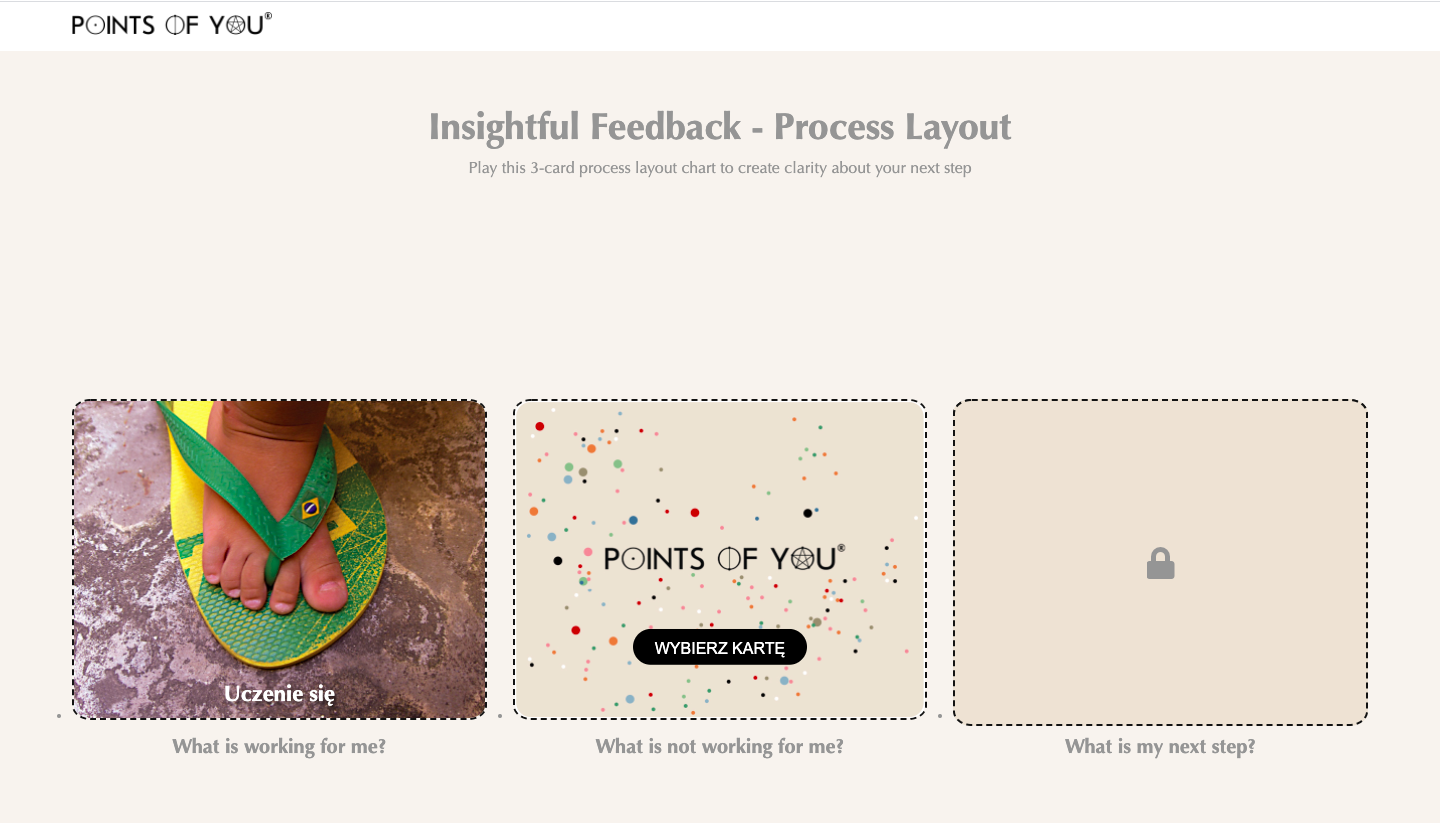 POINTS OF YOU®
Insightful Feedback - Process Layout
Play this 3-card process layout chart to create clarity about your next step
Uczenie się
POINTS OF YOU®
WYBIERZ KARTĘ
What is working for me?
What is not working for me?
What is my next step?